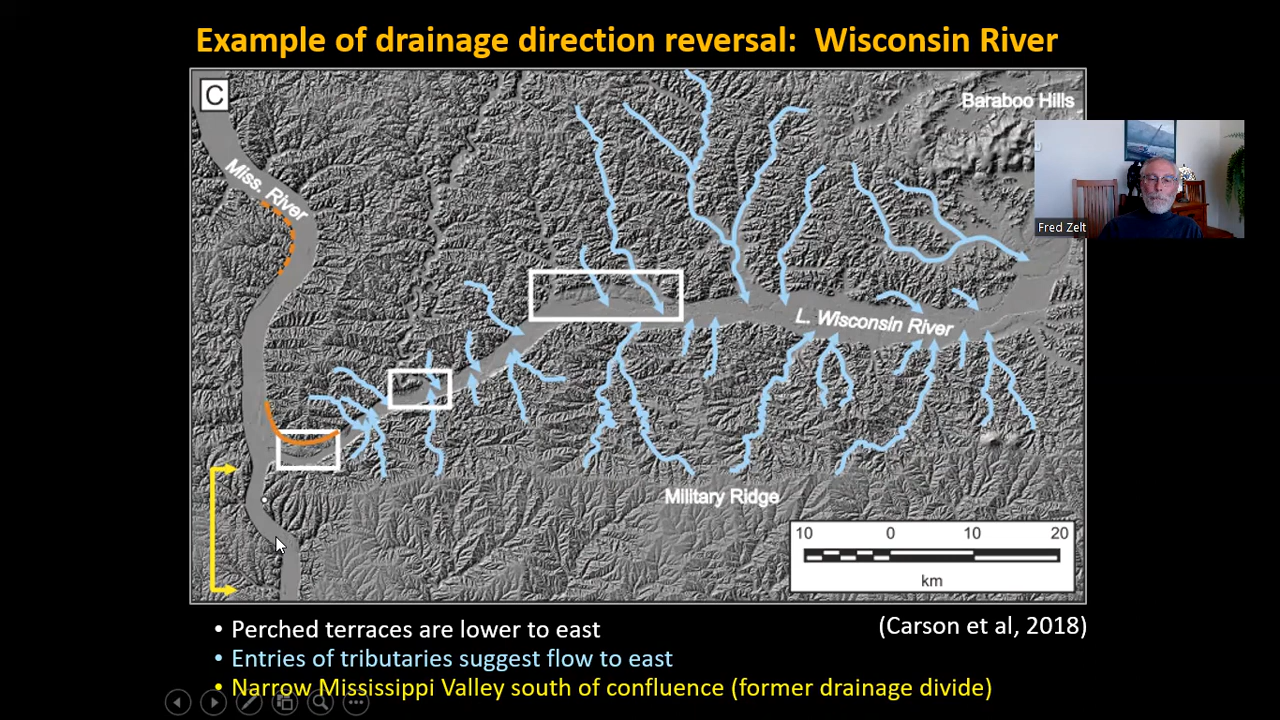 Example of drainage direction reversal: Wisconsin River
C
Baraboo Hills
Miss. River
Fred Zelt
L. Wisconsin River
Military Ridge
10 0 10 20
km
• Perched terraces are lower to east
(Carson et al, 2018)
• Entries of tributaries suggest flow to east
• Narrow Mississippi Valley south of confluence (former drainage divide)